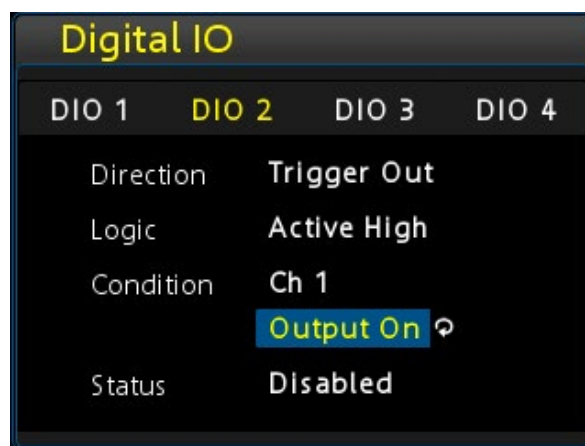 Digital IO
DIO 1 DIO 2 DIO 3 DIO 4
Direction Trigger Out
Logic Active High
Condition Ch 1
Output On
Status Disabled